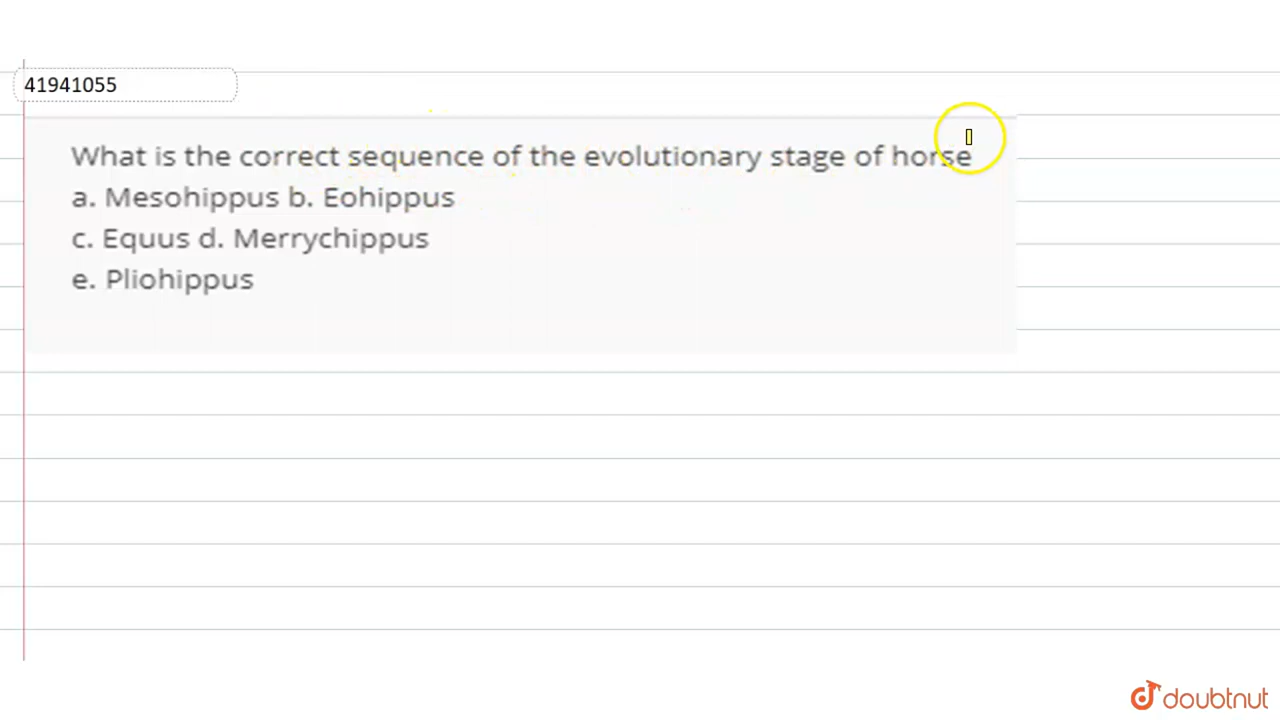 41941055
What is the correct sequence of the evolutionary stage of horse
a. Mesohippus b. Eohippus
c. Equus d. Merrychippus
e. Pliohippus
doubtnut